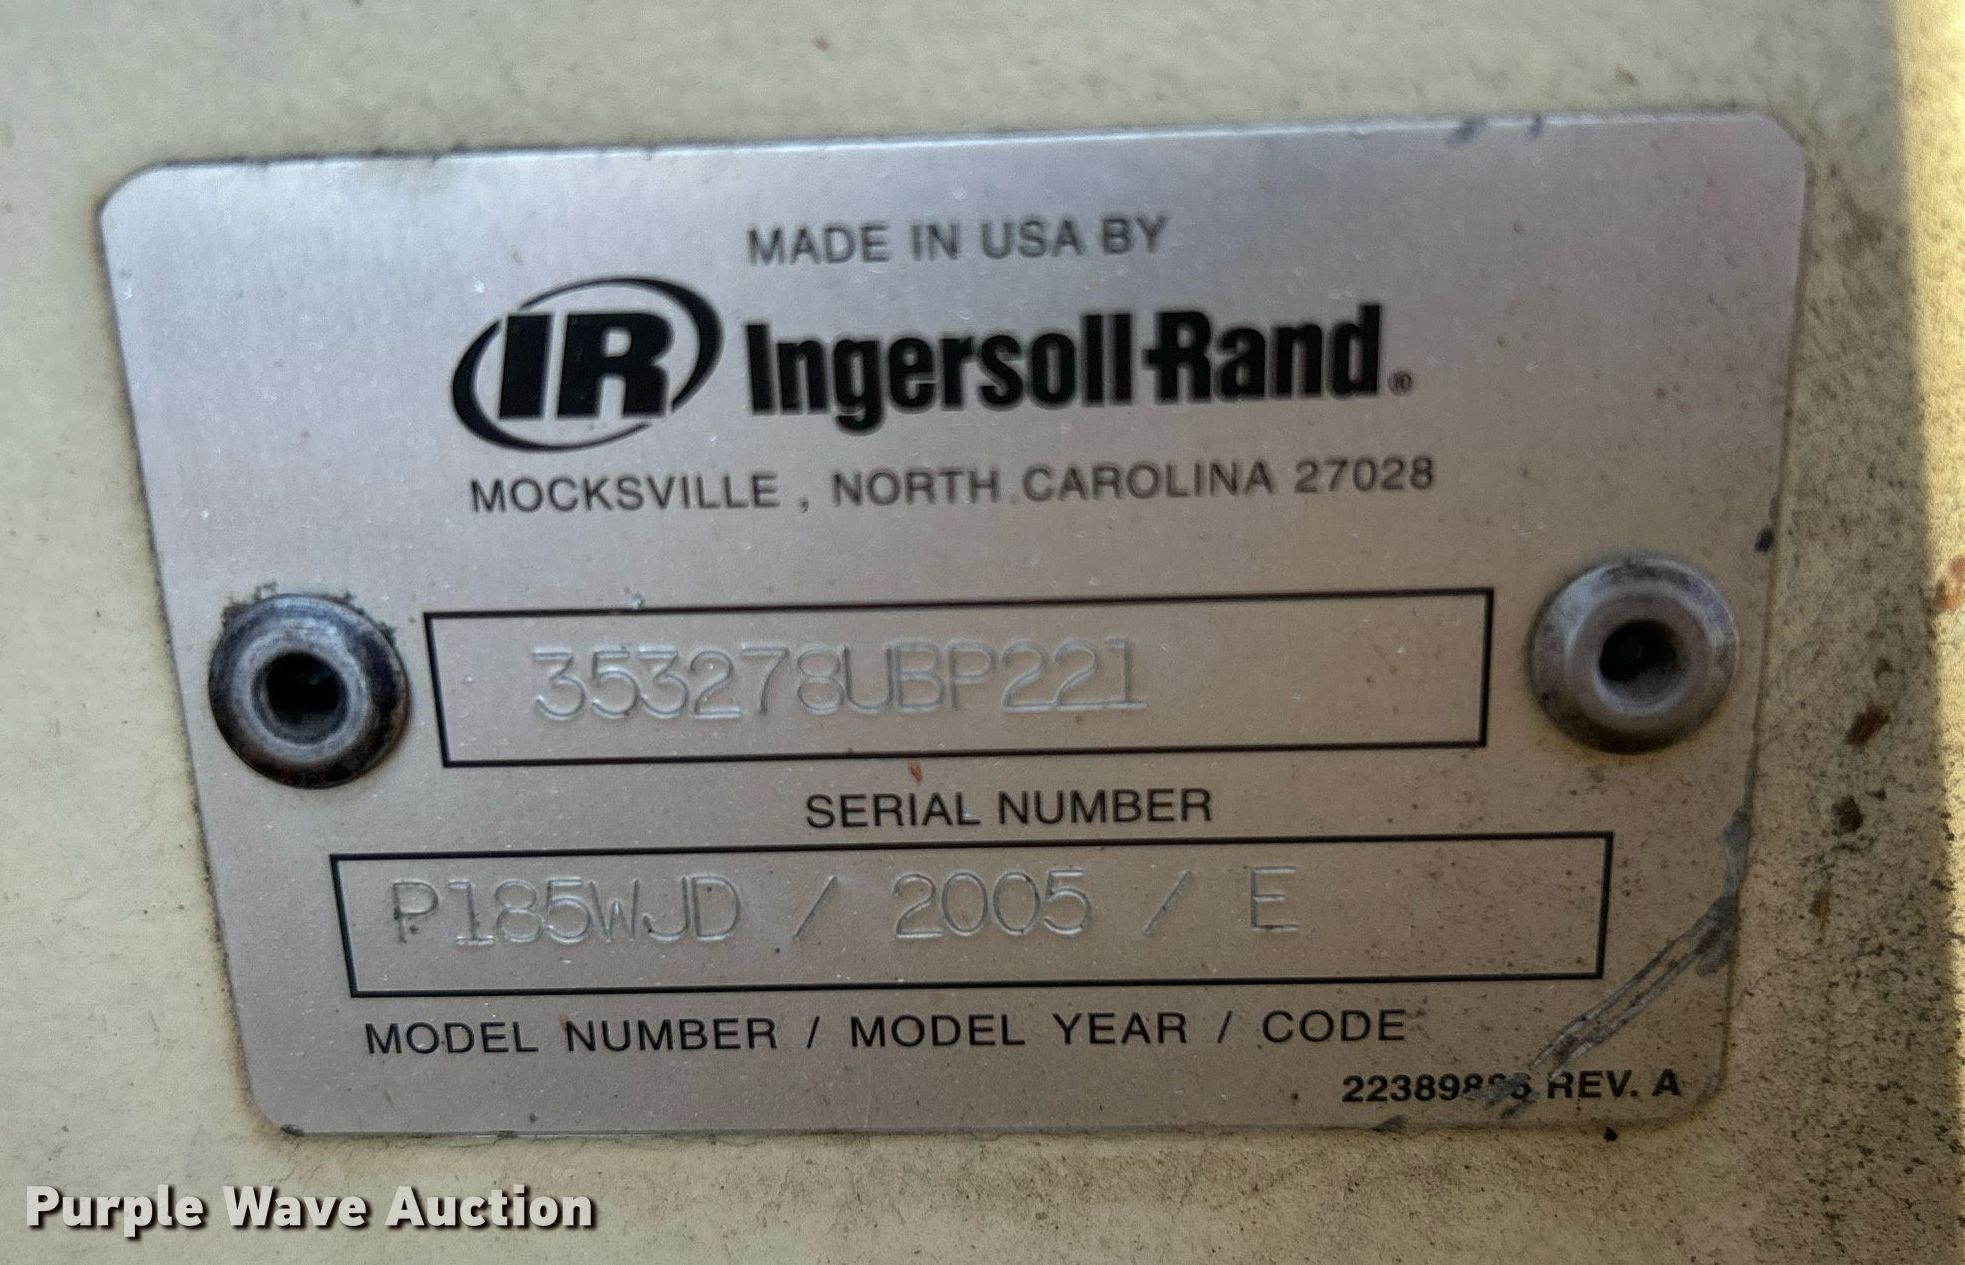 MADE IN USA BY
IR Ingersoll-Rand®
MOCKSVILLE , NORTH CAROLINA 27028
353278UBP221
SERIAL NUMBER
P185WJD / 2005 / E
MODEL NUMBER / MODEL YEAR / CODE
REV. A
Purple Wave Auction